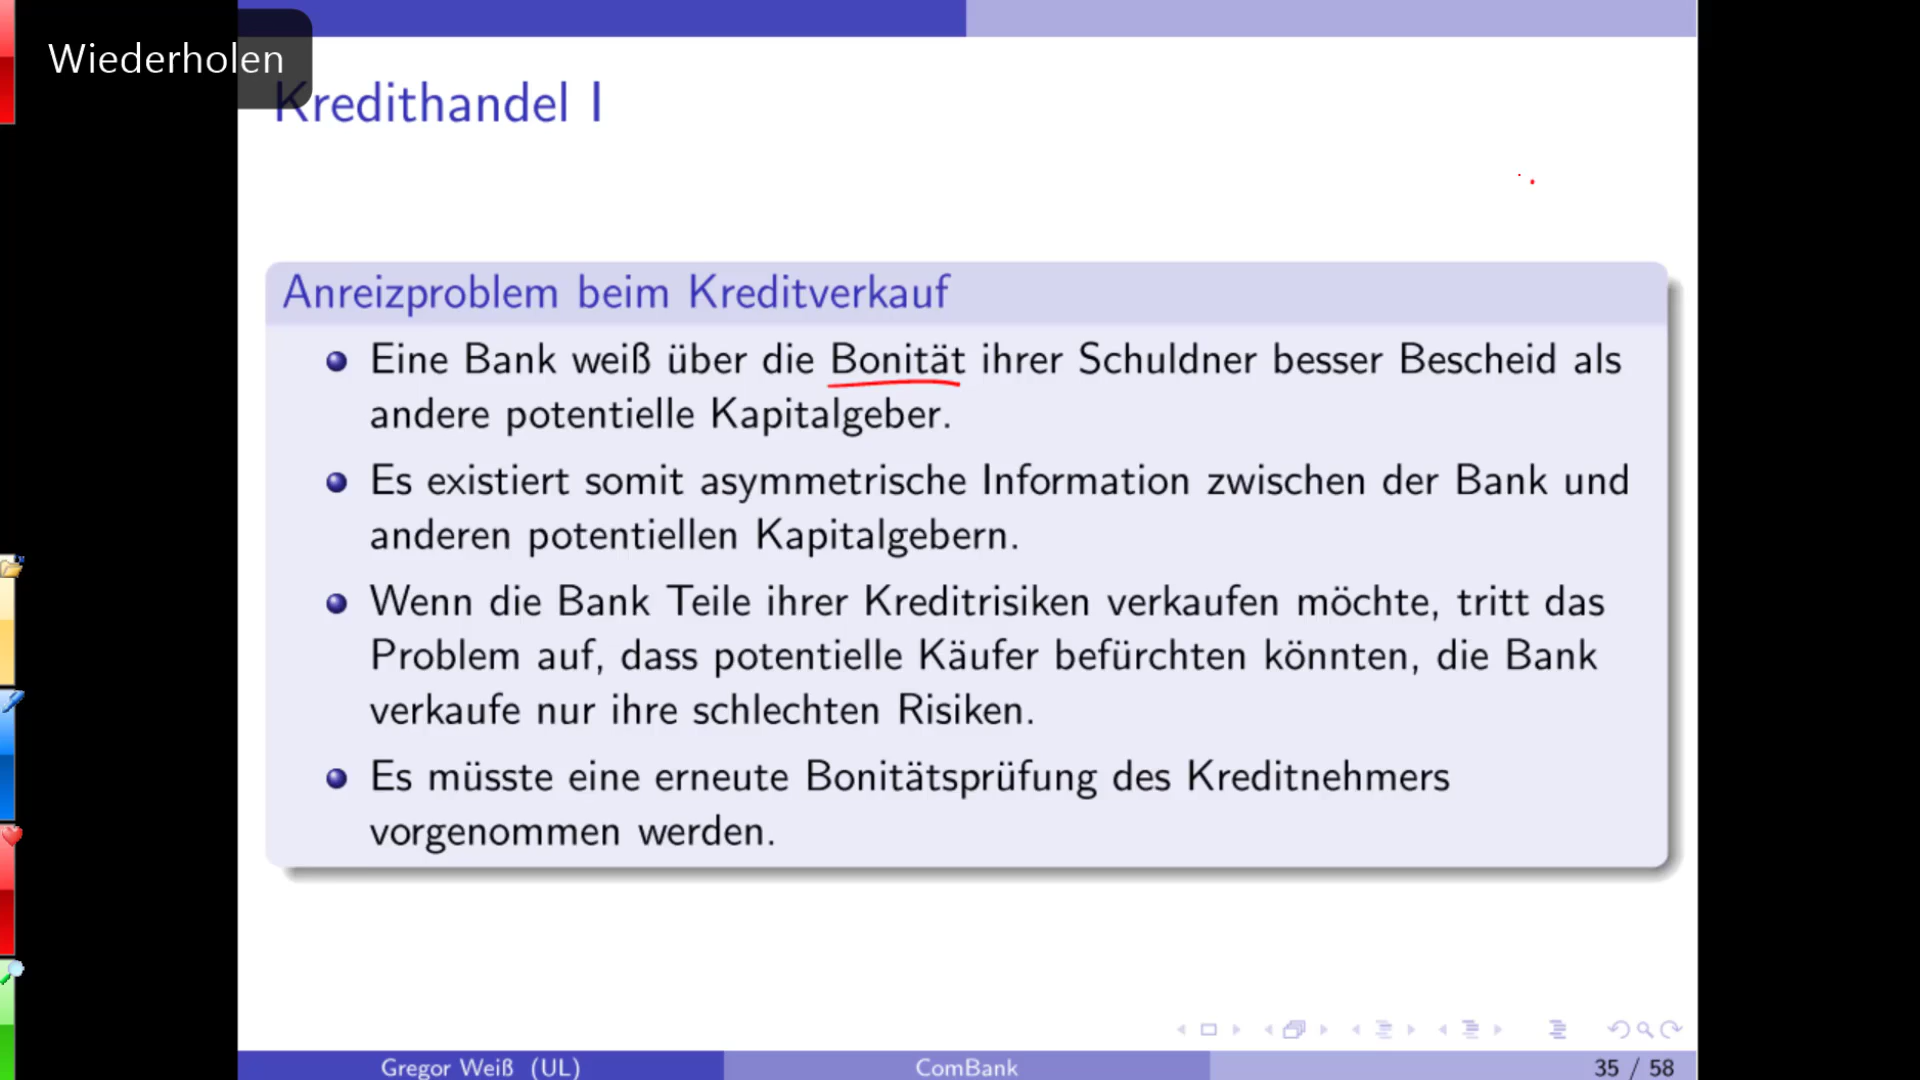 Wiederholen
Kredithandel I
Anreizproblem beim Kreditverkauf
Eine Bank weiß über die Bonität ihrer Schuldner besser Bescheid als
andere potentielle Kapitalgeber.
Es existiert somit asymmetrische Information zwischen der Bank und
anderen potentiellen Kapitalgebern.
Wenn die Bank Teile ihrer Kreditrisiken verkaufen möchte, tritt das
Problem auf, dass potentielle Käufer befürchten könnten, die Bank
verkaufe nur ihre schlechten Risiken.
Es müsste eine erneute Bonitätsprüfung des Kreditnehmers
vorgenommen werden.
Gregor Weiß (UL) ComBank 35 / 58